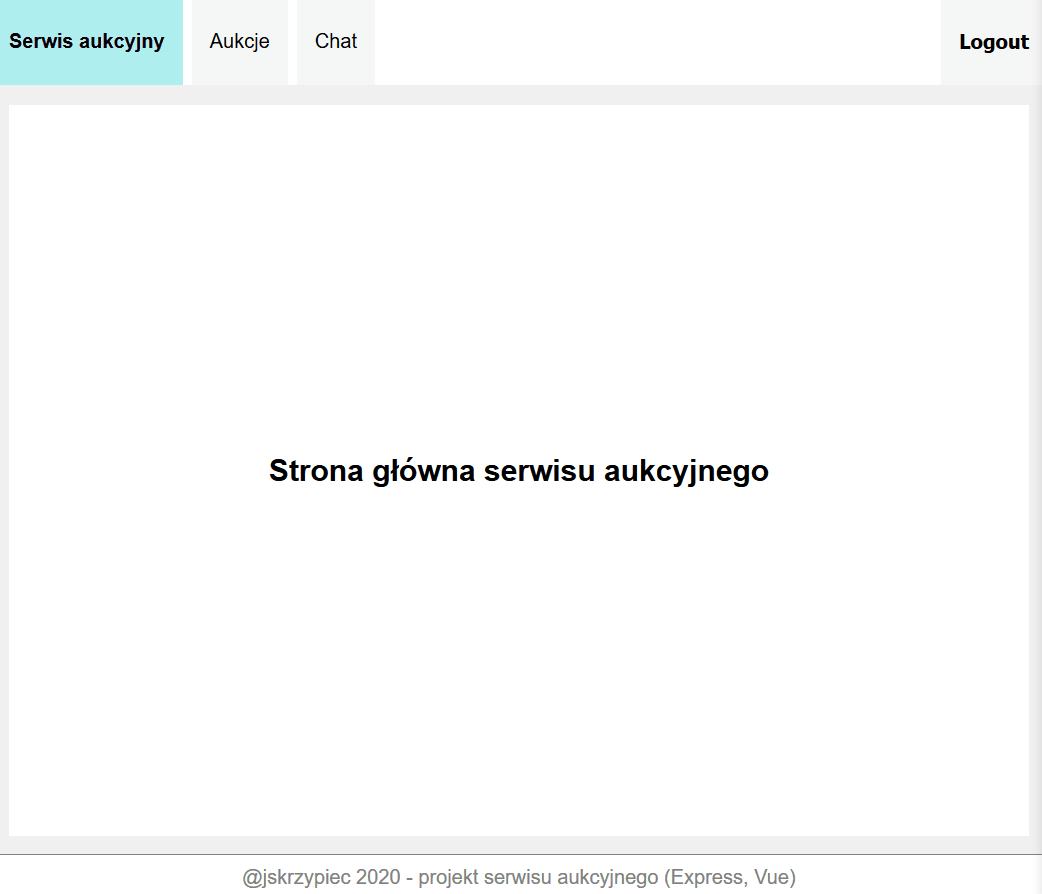 Serwis aukcyjny Aukcje Chat Logout
Strona główna serwisu aukcyjnego
@jskrzypiec 2020 - projekt serwisu aukcyjnego (Express, Vue)